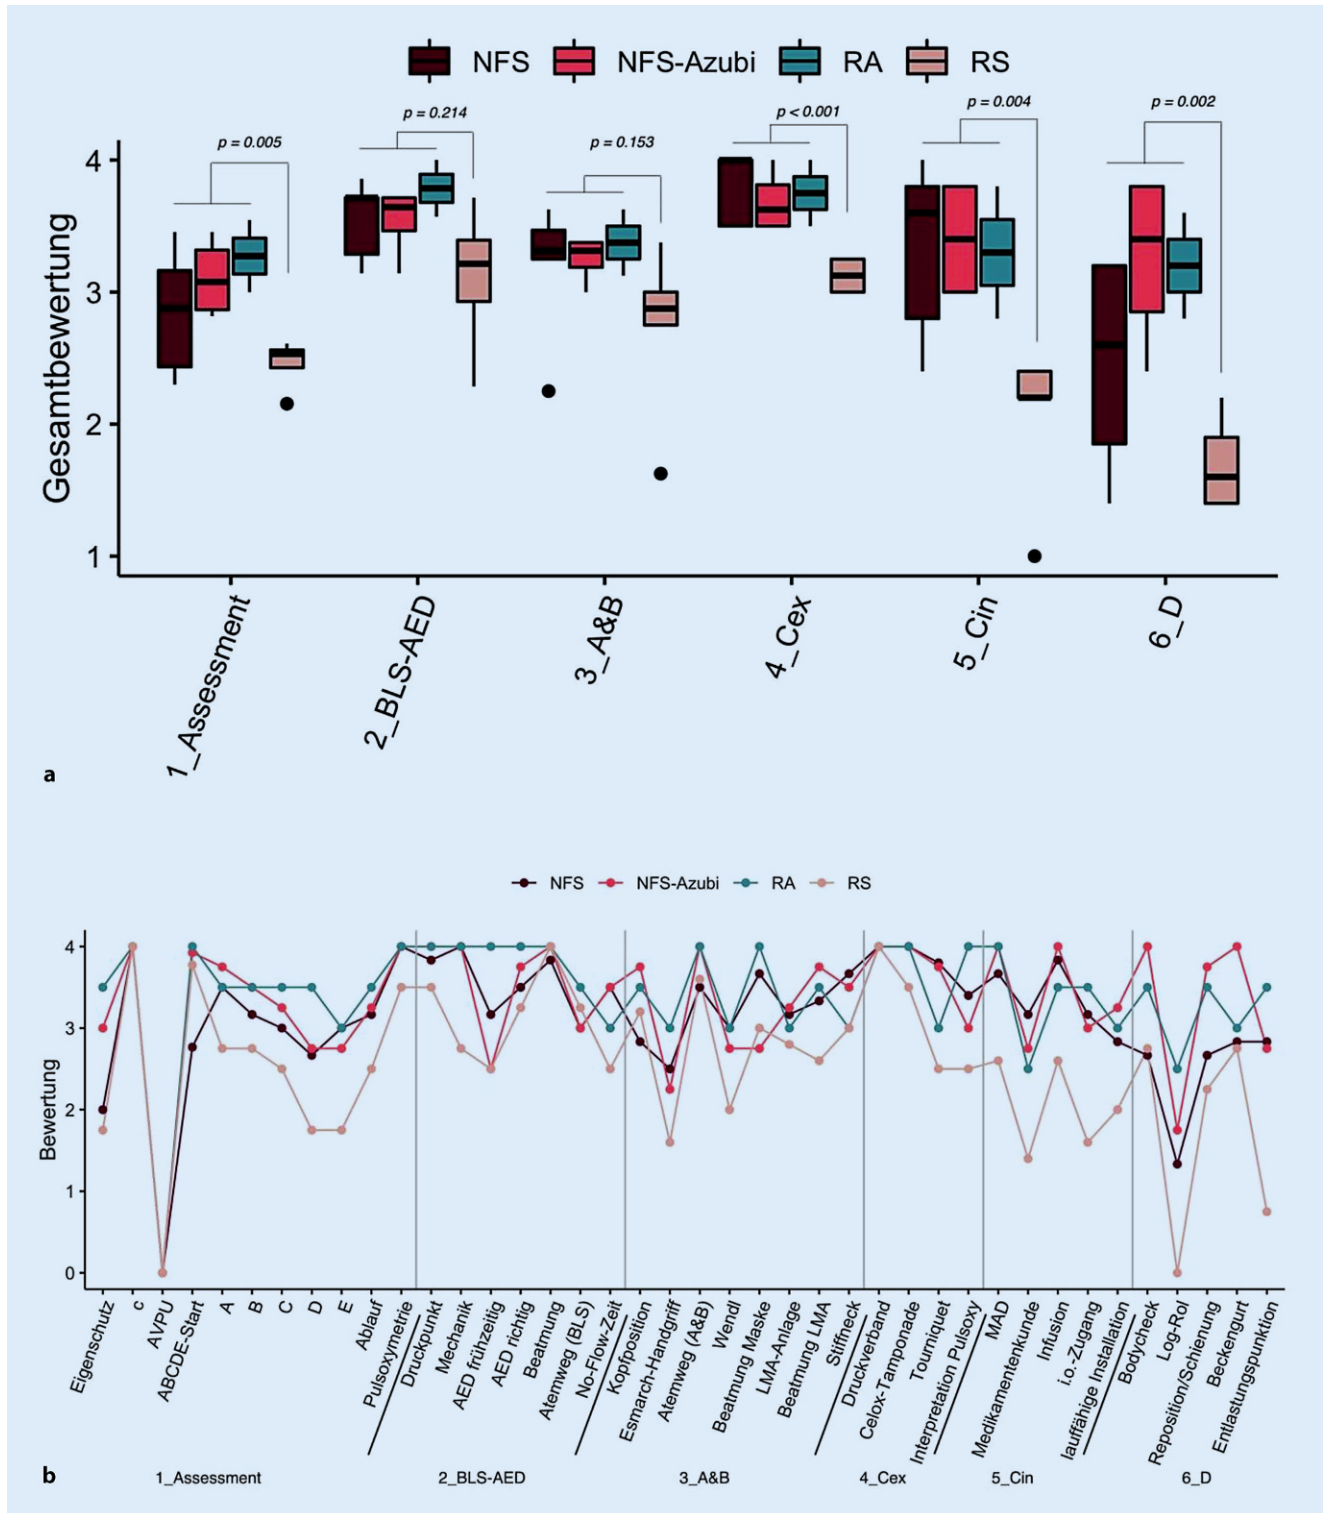 NFS NFS-Azubi RA RS
p = 0.005
p = 0.214
p = 0.153
p < 0.001
p = 0.004
p = 0.002
Gesamtbewertung
4
3
2
1
1_Assessment
2_BLS-AED
3_A&B
4_Cex
5_Cin
6_D
a
NFS NFS-Azubi RA RS
Bewertung
4
3
2
1
0
Eigenschutz
c
AVPU
ABCDE-Start
A
B
C
D
E
Ablauf
Pulsoxymetrie
Druckpunkt
Mechanik
AED frühzeitig
AED richtig
Beatmung
Atemweg (BLS)
No-Flow-Zeit
Kopfposition
Esmarch-Handgriff
Atemweg (A&B)
Wendl
Beatmung Maske
LMA-Anlage
Beatmung LMA
Stiffneck
Druckverband
Celox-Tamponade
Tourniquet
Interpretation Pulsoxy
MAD
Medikamentenkunde
Infusion
i.o.-Zugang
lauffähige Installation
Bodycheck
Log-Rol
Reposition/Schienung
Beckengurt
Entlastungspunktion
1_Assessment
2_BLS-AED
3_A&B
4_Cex
5_Cin
6_D
b